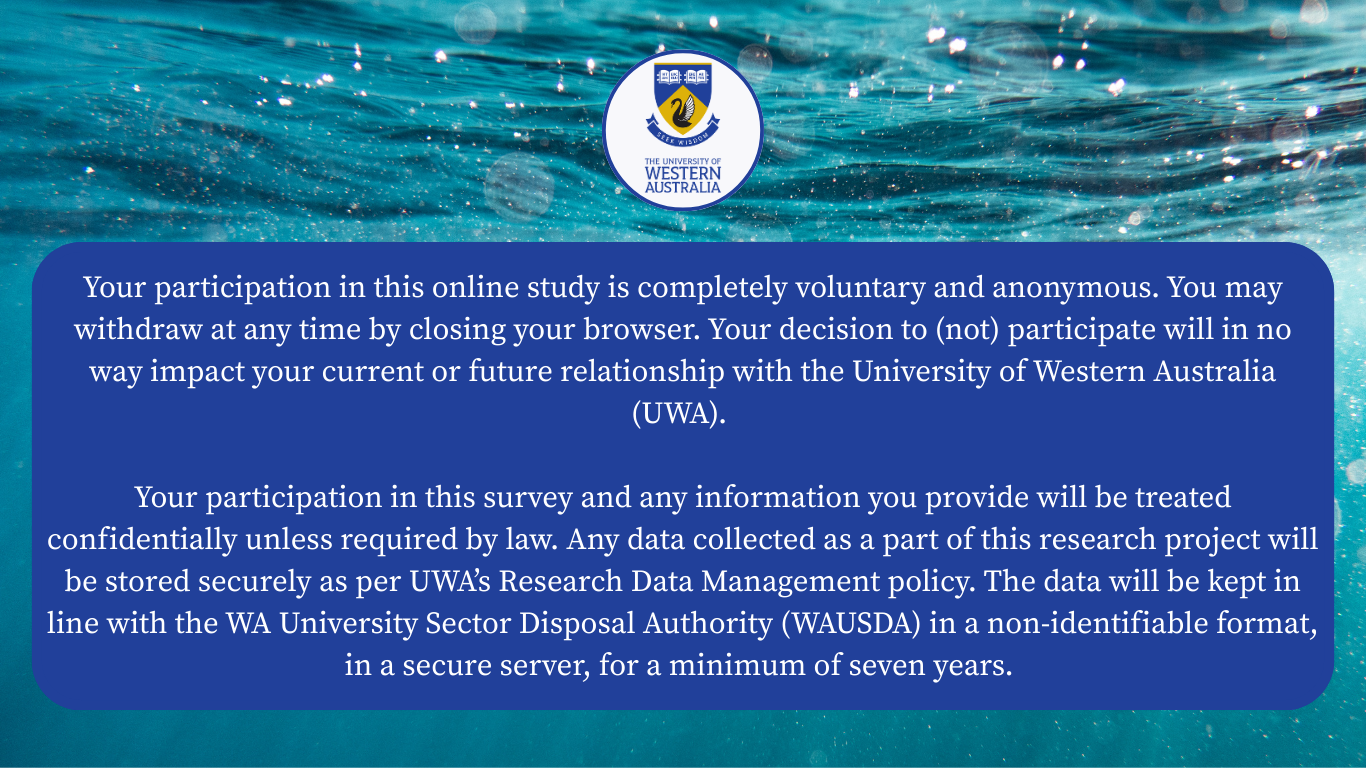 SEEK WISDOM
THE UNIVERSITY OF
WESTERN
AUSTRALIA
Your participation in this online study is completely voluntary and anonymous. You may
withdraw at any time by closing your browser. Your decision to (not) participate will in no
way impact your current or future relationship with the University of Western Australia
(UWA).
Your participation in this survey and any information you provide will be treated
confidentially unless required by law. Any data collected as a part of this research project will
be stored securely as per UWA’s Research Data Management policy. The data will be kept in
line with the WA University Sector Disposal Authority (WAUSDA) in a non-identifiable format,
in a secure server, for a minimum of seven years.